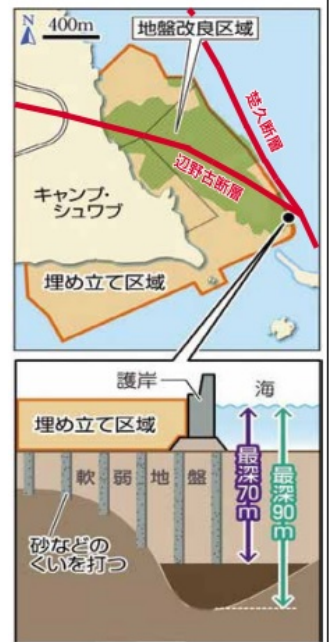 N
400m
地盤改良区域
楚久断層
辺野古断層
キャンプ・
シュワブ
埋め立て区域
護岸
海
埋め立て区域
軟弱地盤
最深70m
最深90m
砂などの
くいを打つ